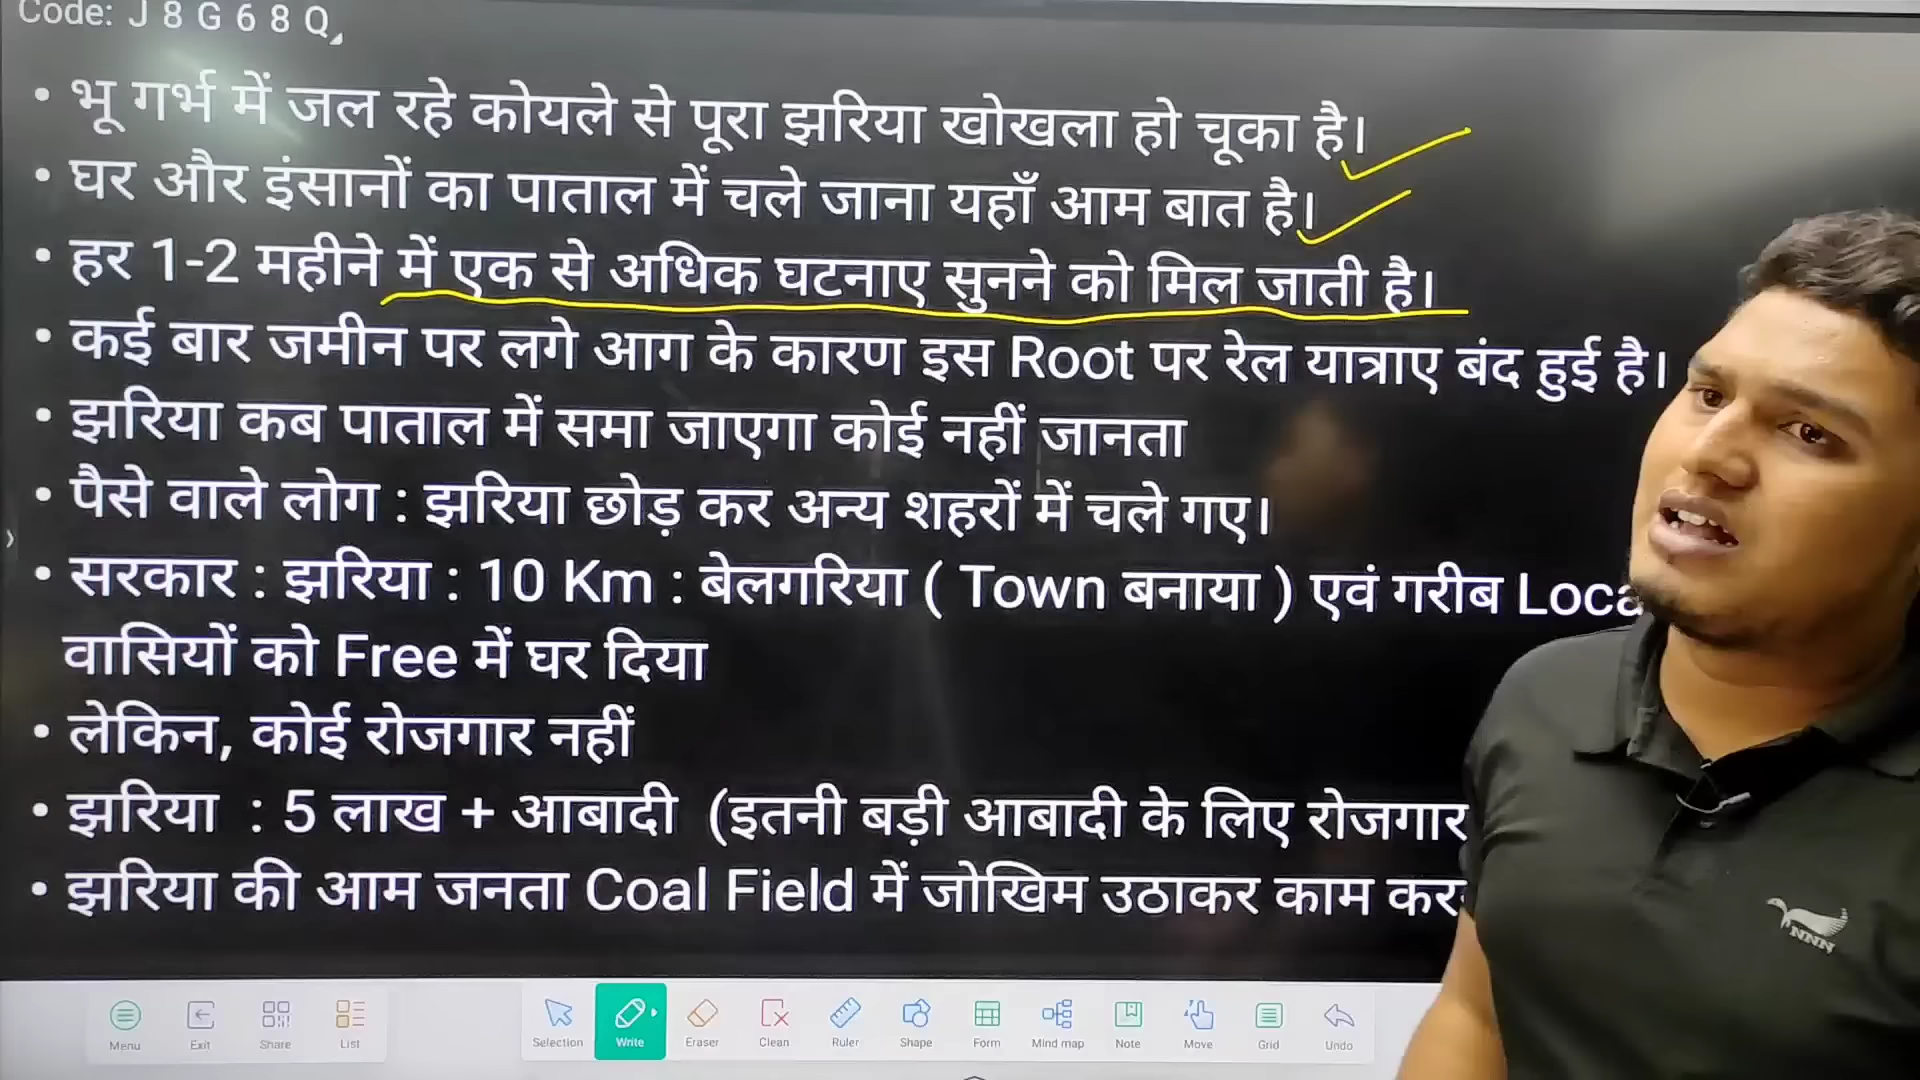 Code: J 8 G 6 8 Q
• भू गर्भ में जल रहे कोयले से पूरा झरिया खोखला हो चूका है।
• घर और इंसानों का पाताल में चले जाना यहाँ आम बात है।
• हर 1-2 महीने में एक से अधिक घटनाए सुनने को मिल जाती है।
• कई बार जमीन पर लगे आग के कारण इस Root पर रेल यात्राए बंद हुई है।
• झरिया कब पाताल में समा जाएगा कोई नहीं जानता
• पैसे वाले लोग : झरिया छोड़ कर अन्य शहरों में चले गए।
• सरकार : झरिया : 10 Km : बेलगरिया ( Town बनाया ) एवं गरीब
वासियों को Free में घर दिया
• लेकिन, कोई रोजगार नहीं
• झरिया : 5 लाख + आबादी (इतनी बड़ी आबादी के लिए रोजगार
• झरिया की आम जनता Coal Field में जोखिम उठाकर काम
NNN
Menu Exit Share List Selection Write Eraser Clean Ruler Shape Form Mind map Note Move Grid Undo